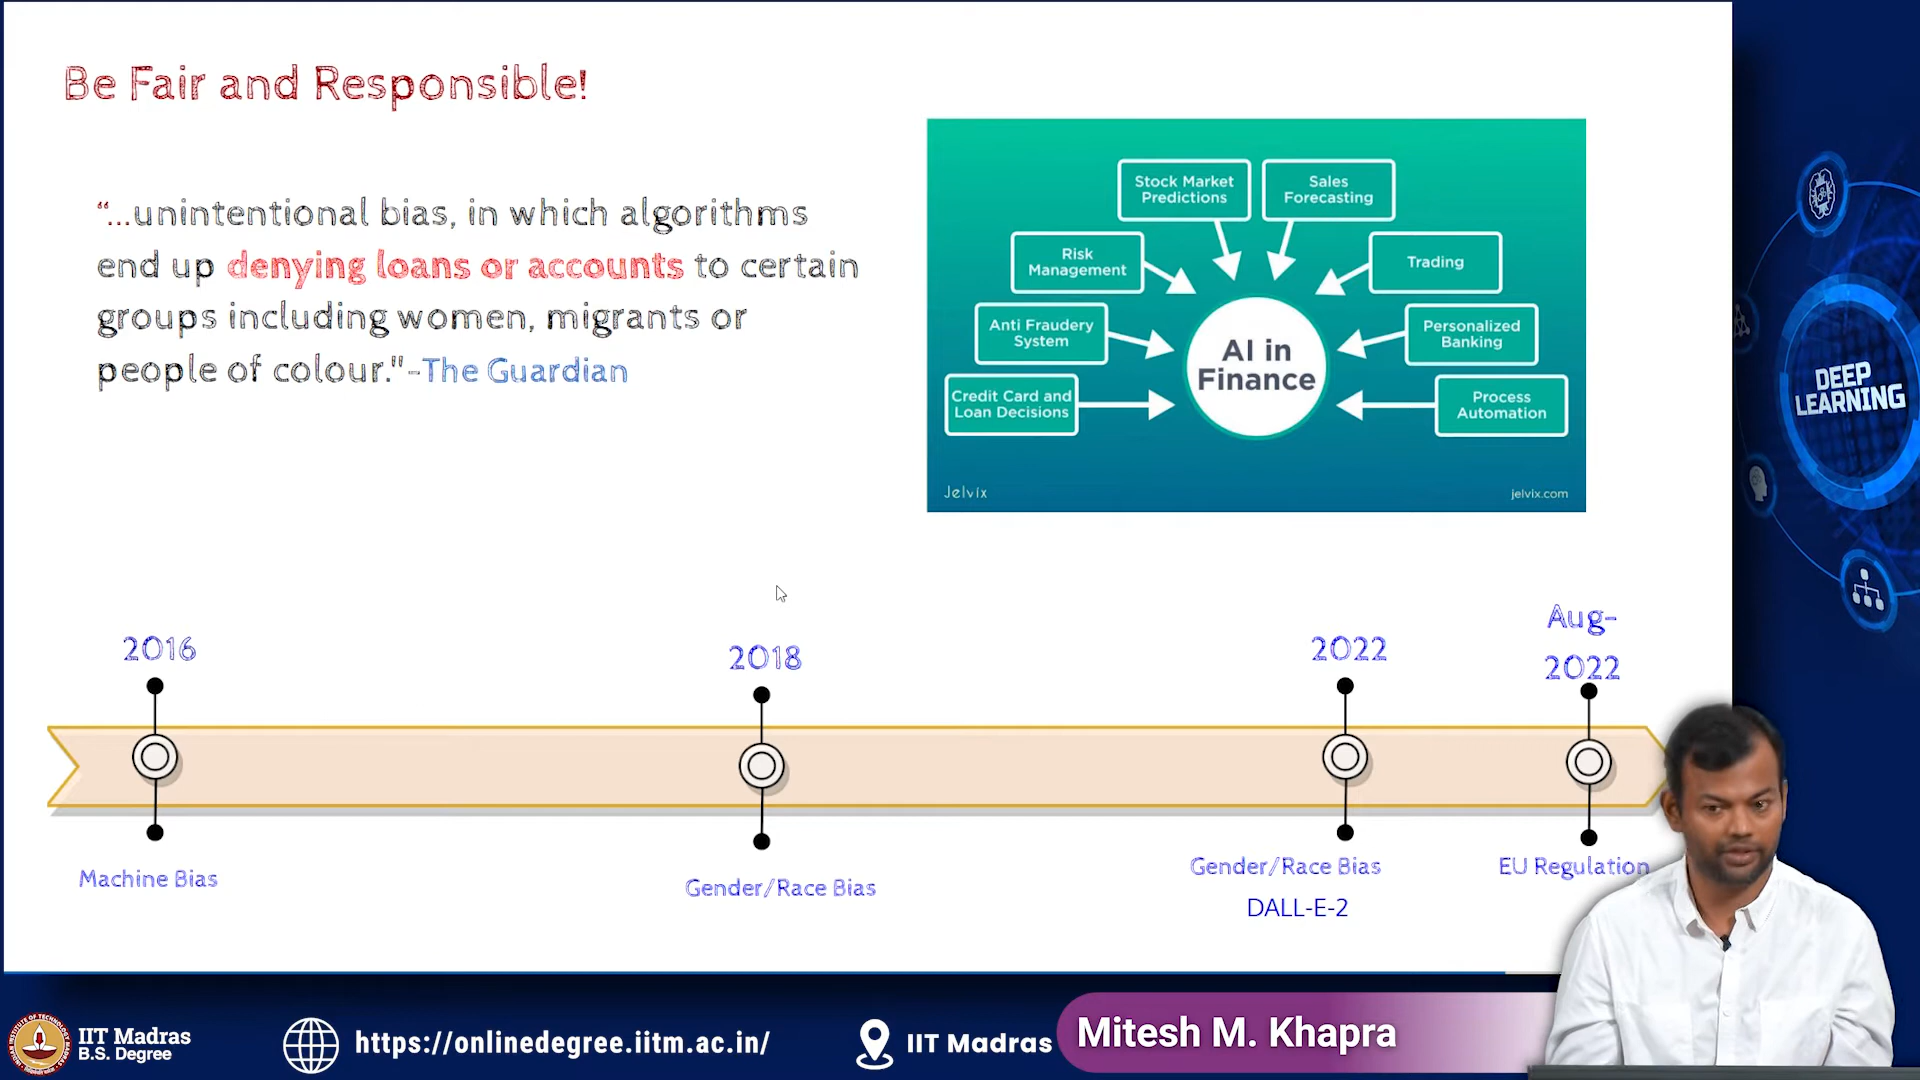 Be Fair and Responsible!
“...unintentional bias, in which algorithms
end up denying loans or accounts to certain
groups including women, migrants or
people of colour."-The Guardian
Stock Market
Predictions
Sales
Forecasting
Risk
Management
Trading
Anti Fraudery
System
Personalized
Banking
AI in
Finance
Credit Card and
Loan Decisions
Process
Automation
Jelvix
jelvix.com
DEEP
LEARNING
2016
2018
2022
Aug-
2022
Machine Bias
Gender/Race Bias
Gender/Race Bias
DALL-E-2
EU Regulation
IIT Madras
B.S. Degree
https://onlinedegree.iitm.ac.in/
IIT Madras
Mitesh M. Khapra